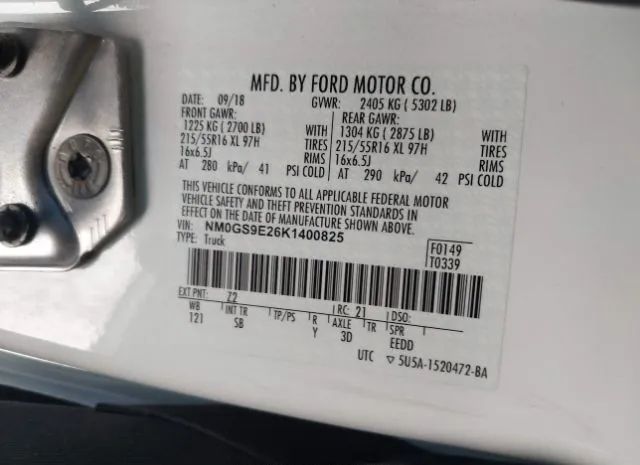 MFD. BY FORD MOTOR CO.
DATE: 09/18 GVWR: 2405 KG ( 5302 LB)
FRONT GAWR: REAR GAWR:
1225 KG ( 2700 LB) WITH 1304 KG ( 2875 LB) WITH
215/55R16 XL 97H TIRES 215/55R16 XL 97H TIRES
16x6.5J RIMS 16x6.5J RIMS
AT 280 kPa/ 41 PSI COLD AT 290 kPa/ 42 PSI COLD
THIS VEHICLE CONFORMS TO ALL APPLICABLE FEDERAL MOTOR
VEHICLE SAFETY AND THEFT PREVENTION STANDARDS IN
EFFECT ON THE DATE OF MANUFACTURE SHOWN ABOVE.
VIN: NM0GS9E26K1400825
TYPE: Truck
F0149
T0339
EXT PNT: Z2 RC: 21 DSO:
WB INT TR TP/PS R AXLE TR SPR
121 SB Y 3D EEDD
UTC ▽ 5U5A-1520472-BA